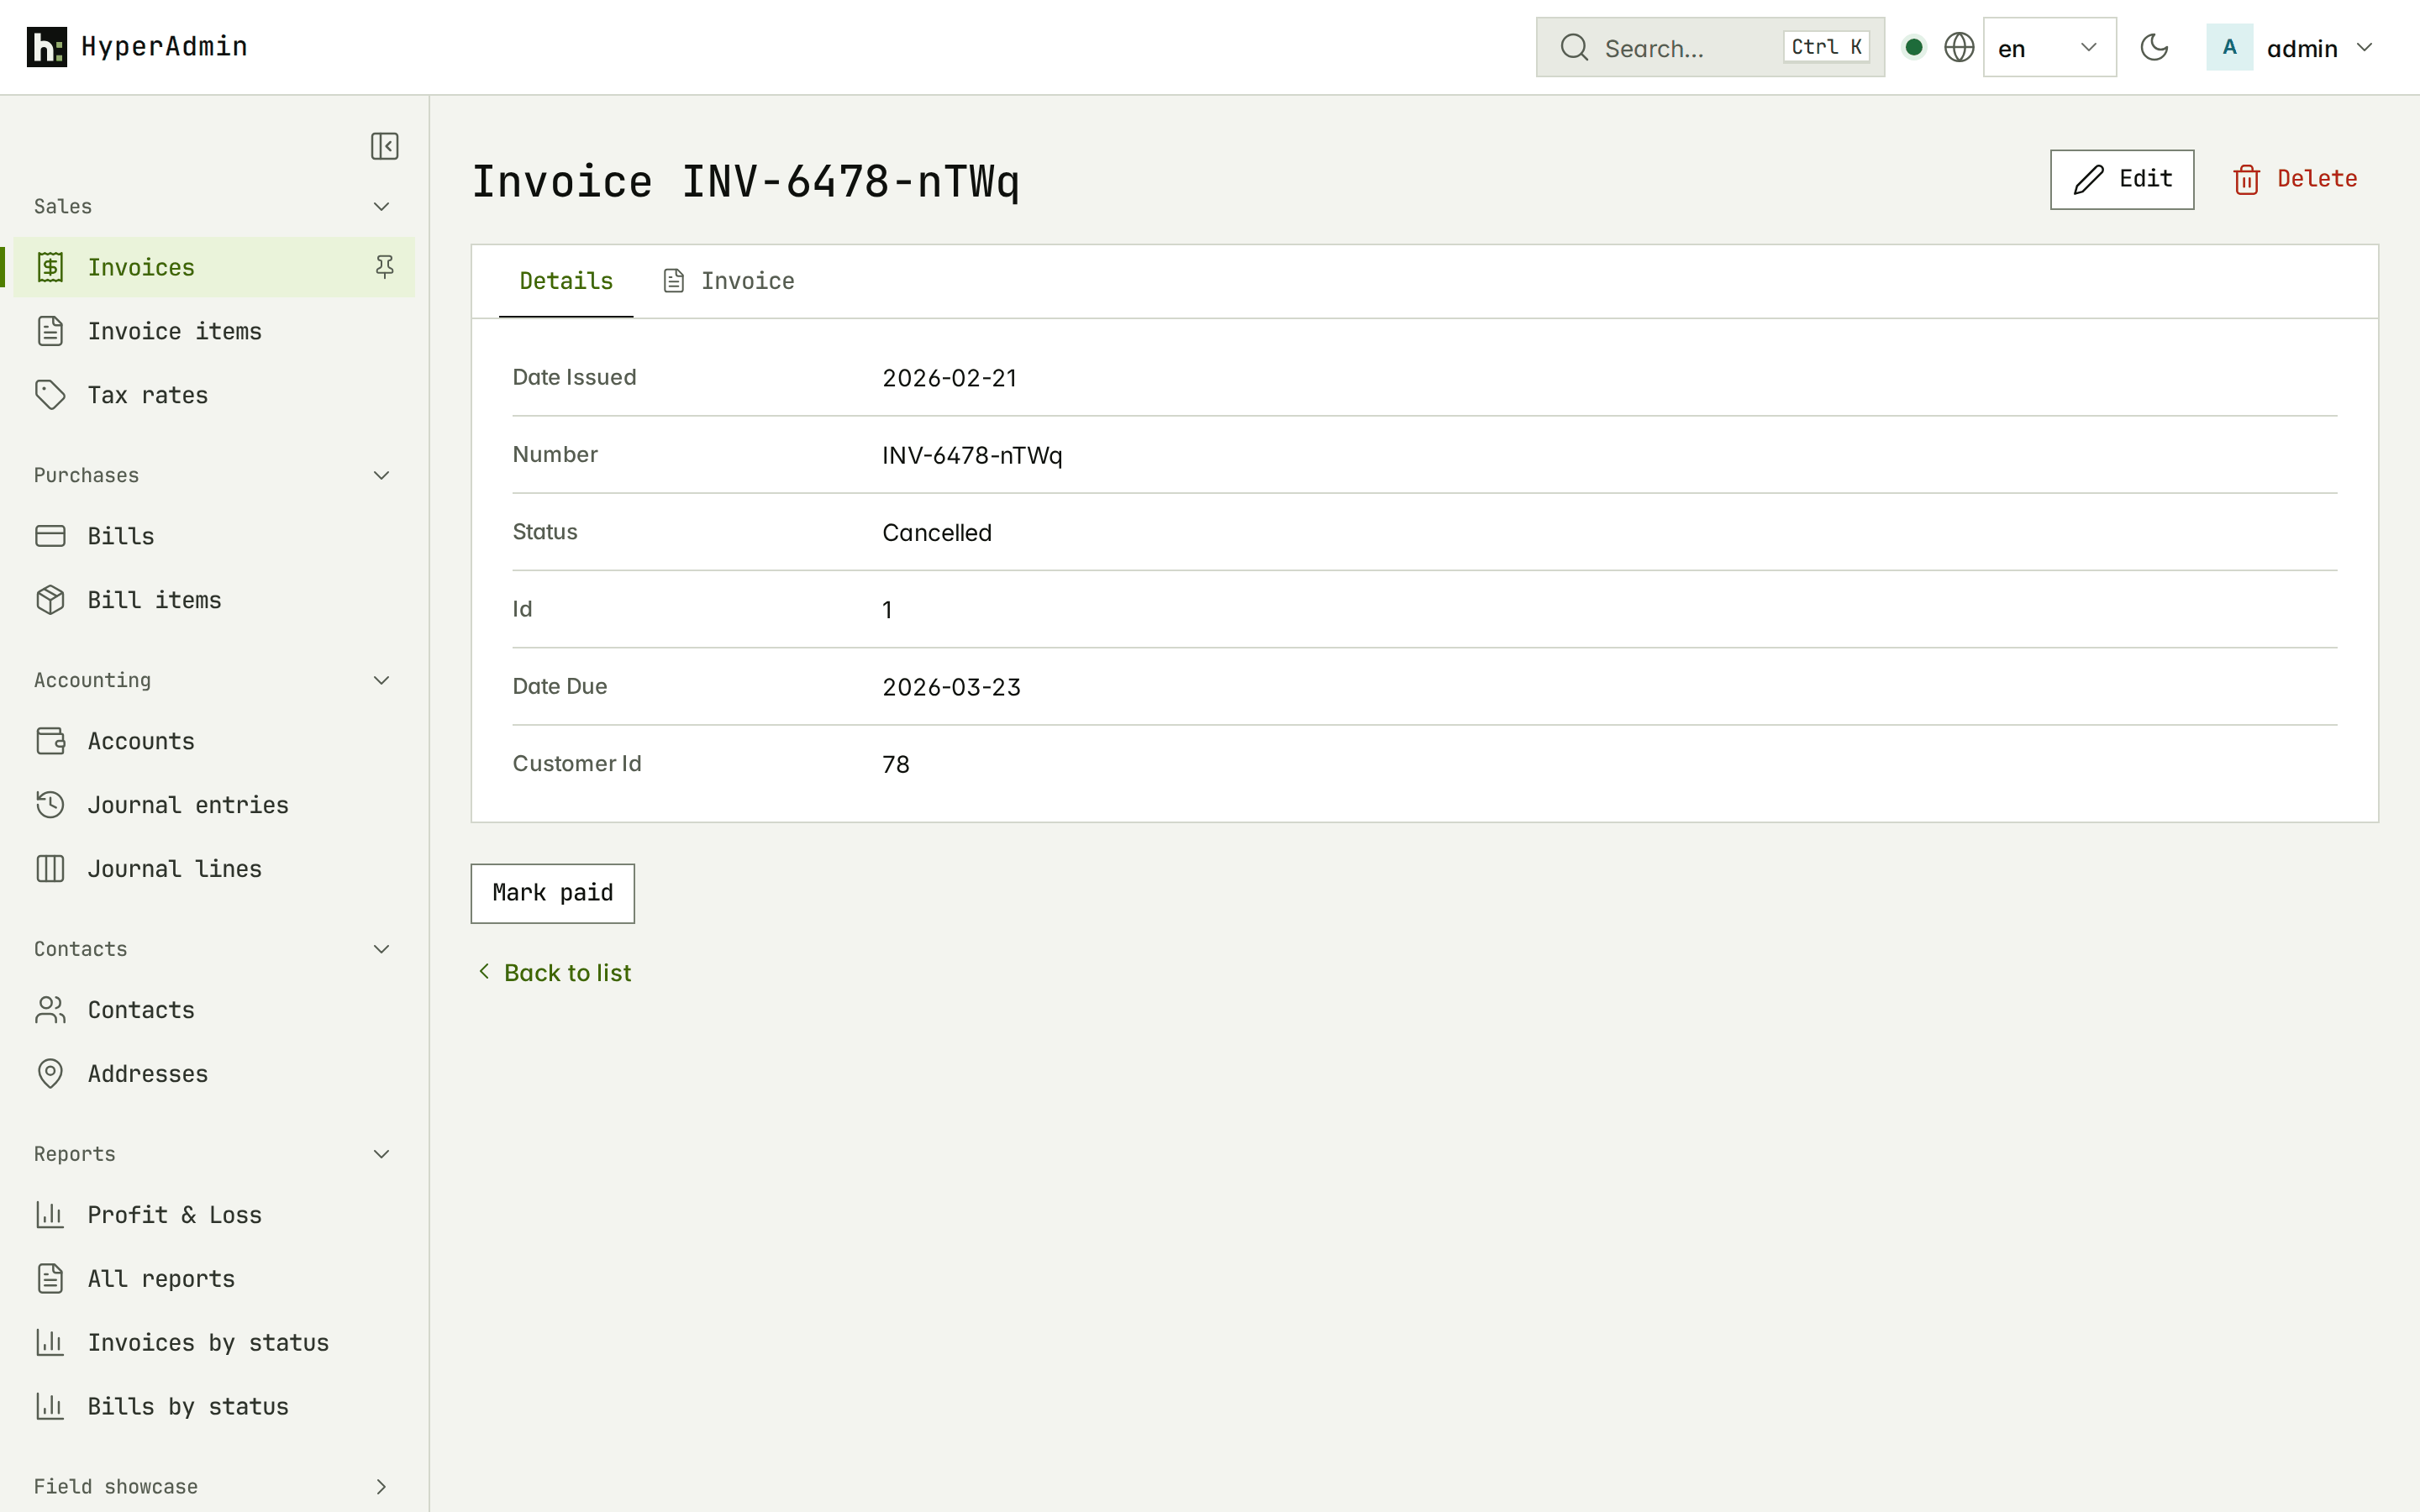 h: HyperAdmin
Search... Ctrl K
en
A admin
Sales
Invoices
Invoice items
Tax rates
Purchases
Bills
Bill items
Accounting
Accounts
Journal entries
Journal lines
Contacts
Contacts
Addresses
Reports
Profit & Loss
All reports
Invoices by status
Bills by status
Field showcase
Invoice INV-6478-nTWq
Edit Delete
Details Invoice
Date Issued 2026-02-21
Number INV-6478-nTWq
Status Cancelled
Id 1
Date Due 2026-03-23
Customer Id 78
Mark paid
Back to list